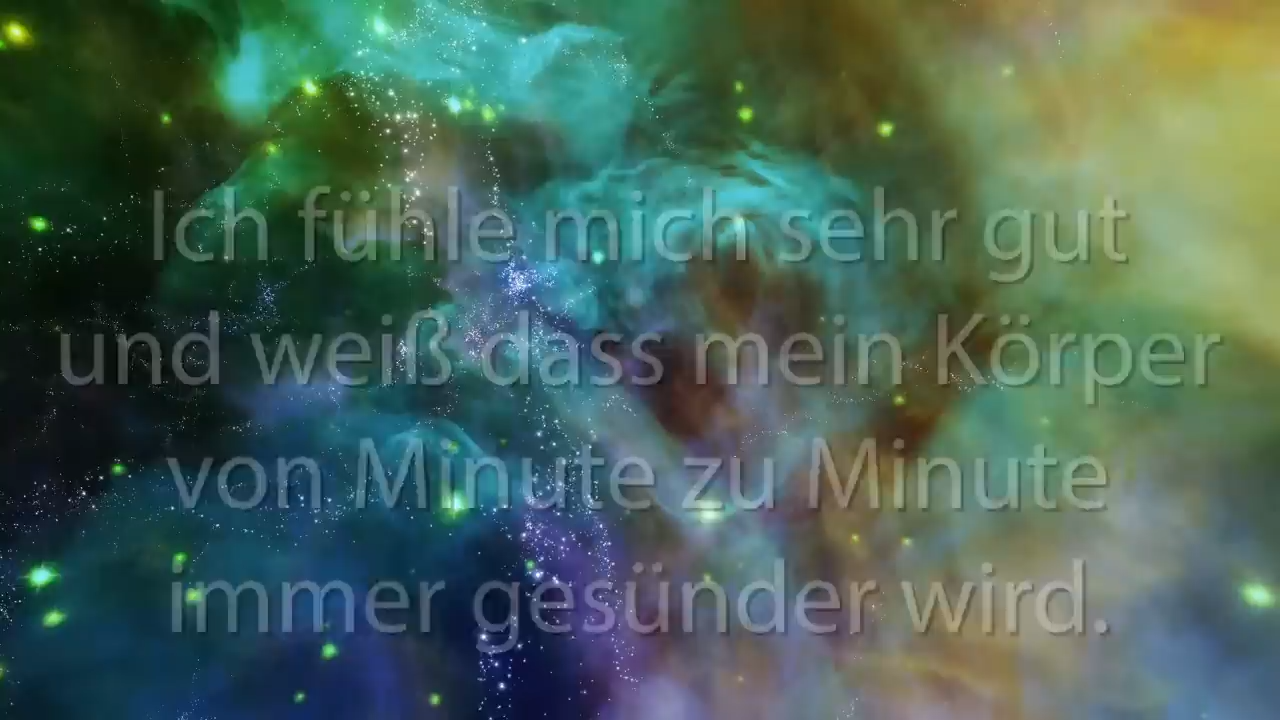 Ich fühle mich sehr gut
und weiß dass mein Körper
von Minute zu Minute
immer gesünder wird.